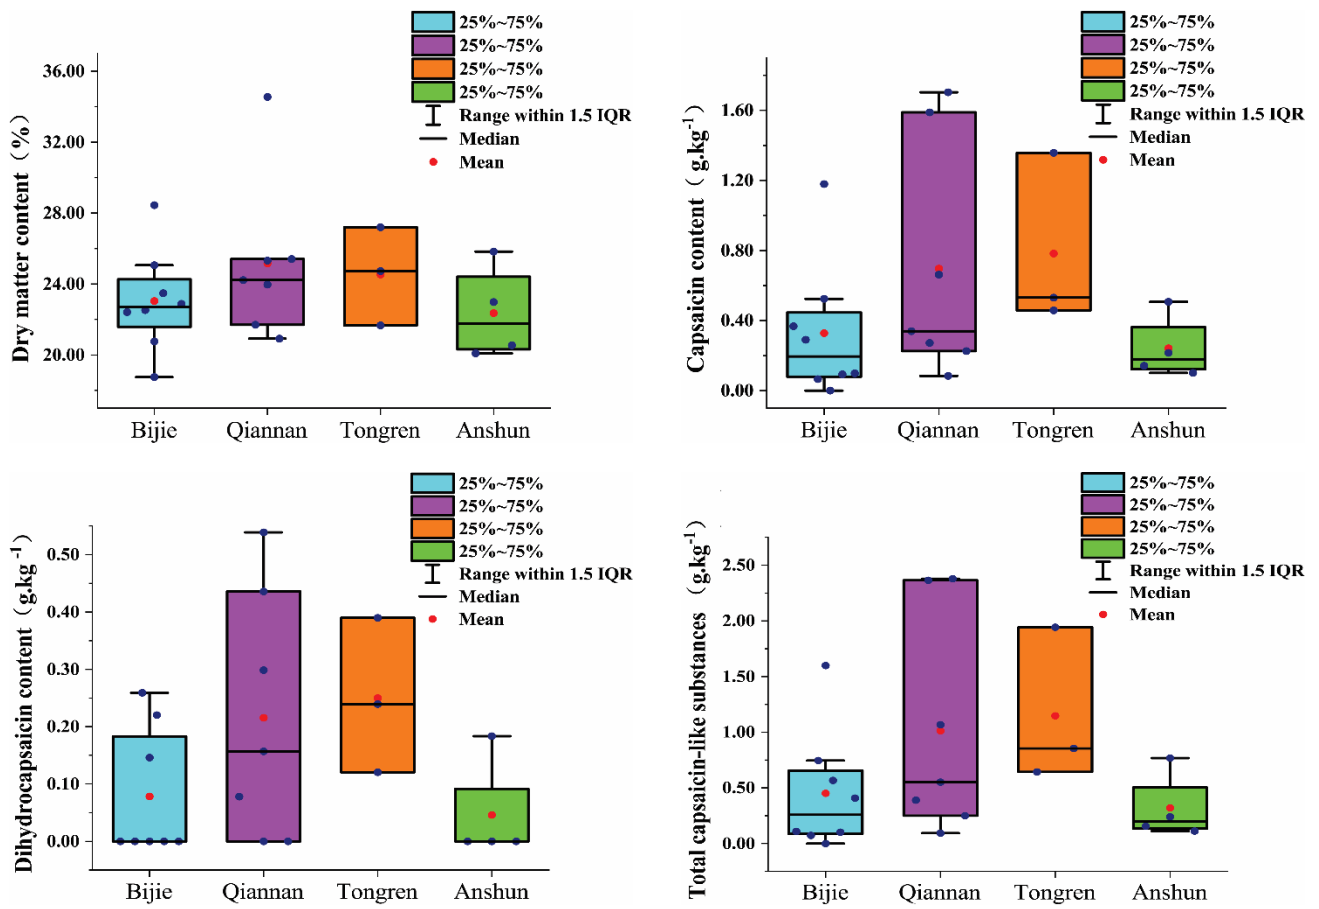 25%~75%
25%~75%
25%~75%
25%~75%
Range within 1.5 IQR
Median
Mean
Dry matter content（%）
36.00
32.00
28.00
24.00
20.00
Bijie
Qiannan
Tongren
Anshun
25%~75%
25%~75%
25%~75%
25%~75%
Range within 1.5 IQR
Median
Mean
Capsaicin content（g.kg⁻¹）
1.60
1.20
0.80
0.40
0.00
Bijie
Qiannan
Tongren
Anshun
25%~75%
25%~75%
25%~75%
25%~75%
Range within 1.5 IQR
Median
Mean
Dihydrocapsaicin content（g.kg⁻¹）
0.50
0.40
0.30
0.20
0.10
0.00
Bijie
Qiannan
Tongren
Anshun
25%~75%
25%~75%
25%~75%
25%~75%
Range within 1.5 IQR
Median
Mean
Total capsaicin-like substances（g.kg⁻¹）
2.50
2.00
1.50
1.00
0.50
0.00
Bijie
Qiannan
Tongren
Anshun